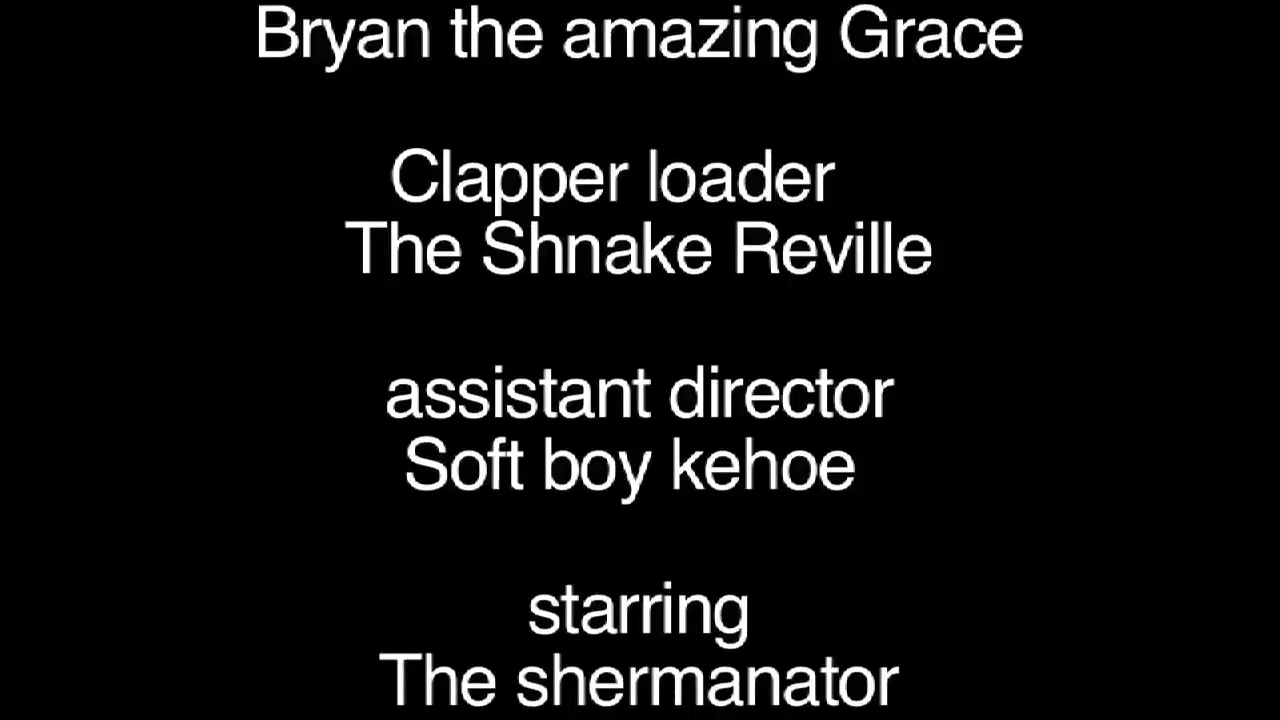 Bryan the amazing Grace
Clapper loader
The Shnake Reville
assistant director
Soft boy kehoe
starring
The shermanator